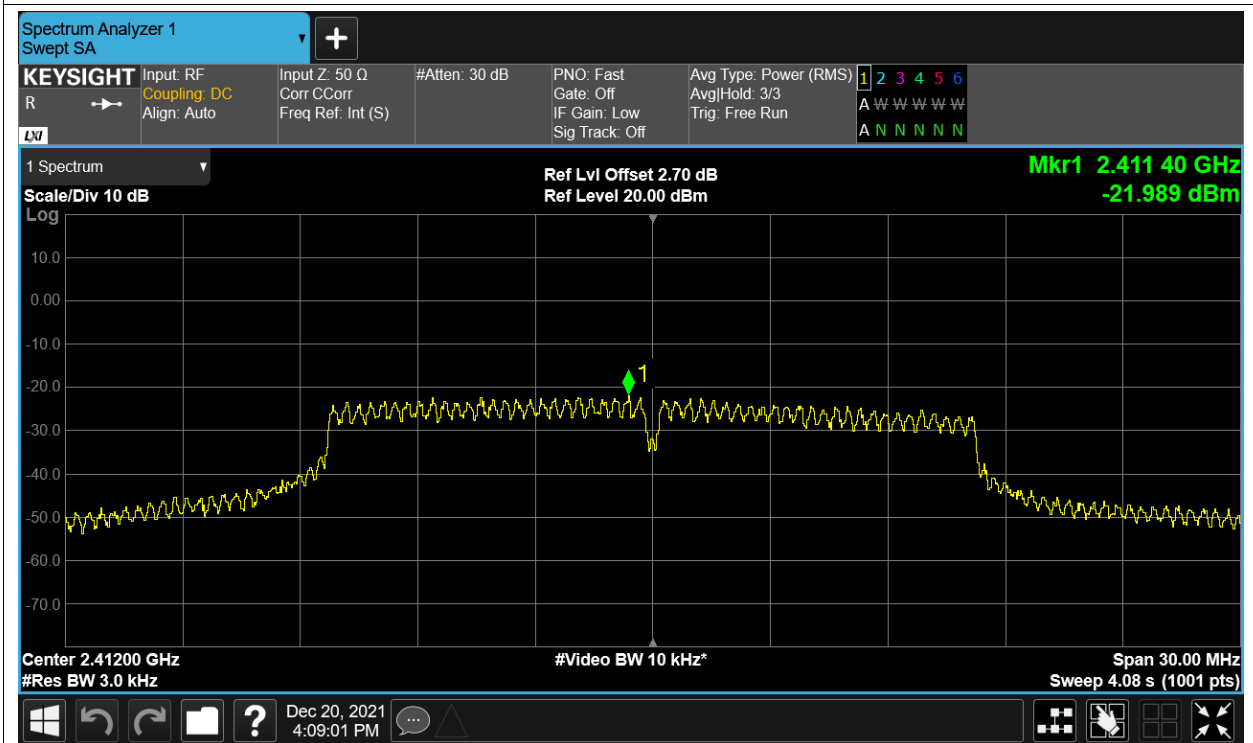 Spectrum Analyzer 1
Swept SA
KEYSIGHT
R
LXI
Input: RF
Coupling: DC
Align: Auto
Input Z: 50 Ω
Corr CCorr
Freq Ref: Int (S)
#Atten: 30 dB
PNO: Fast
Gate: Off
IF Gain: Low
Sig Track: Off
Avg Type: Power (RMS)
Avg|Hold: 3/3
Trig: Free Run
1 2 3 4 5 6
A W W W W W
A N N N N N
1 Spectrum
Scale/Div 10 dB
Ref Lvl Offset 2.70 dB
Ref Level 20.00 dBm
Mkr1 2.411 40 GHz
-21.989 dBm
Log
10.0
0.00
-10.0
-20.0
-30.0
-40.0
-50.0
-60.0
-70.0
1
Center 2.41200 GHz
#Res BW 3.0 kHz
#Video BW 10 kHz*
Span 30.00 MHz
Sweep 4.08 s (1001 pts)
?
Dec 20, 2021
4:09:01 PM